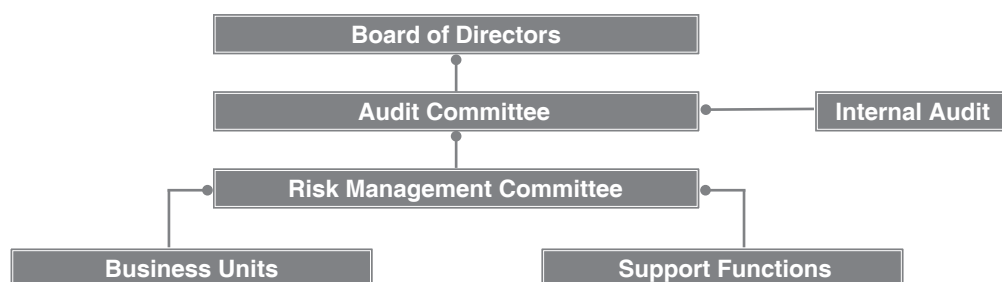 Board of Directors
Audit Committee
Internal Audit
Risk Management Committee
Business Units
Support Functions